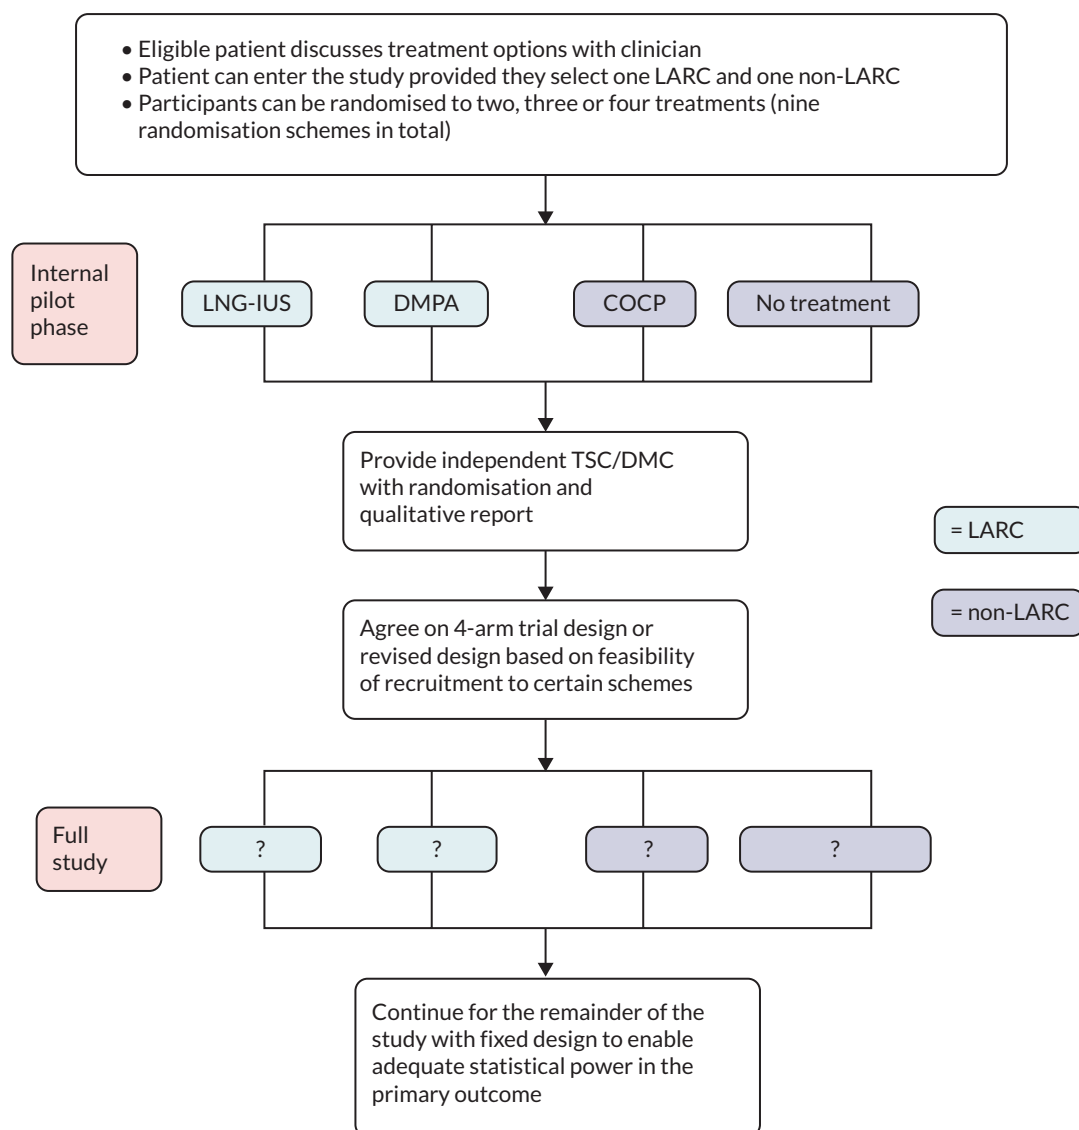 • Eligible patient discusses treatment options with clinician
• Patient can enter the study provided they select one LARC and one non-LARC
• Participants can be randomised to two, three or four treatments (nine
randomisation schemes in total)
Internal
pilot
phase
LNG-IUS
DMPA
COCP
No treatment
Provide independent TSC/DMC
with randomisation and
qualitative report
= LARC
= non-LARC
Agree on 4-arm trial design or
revised design based on feasibility
of recruitment to certain schemes
Full
study
?
?
?
?
Continue for the remainder of the
study with fixed design to enable
adequate statistical power in the
primary outcome